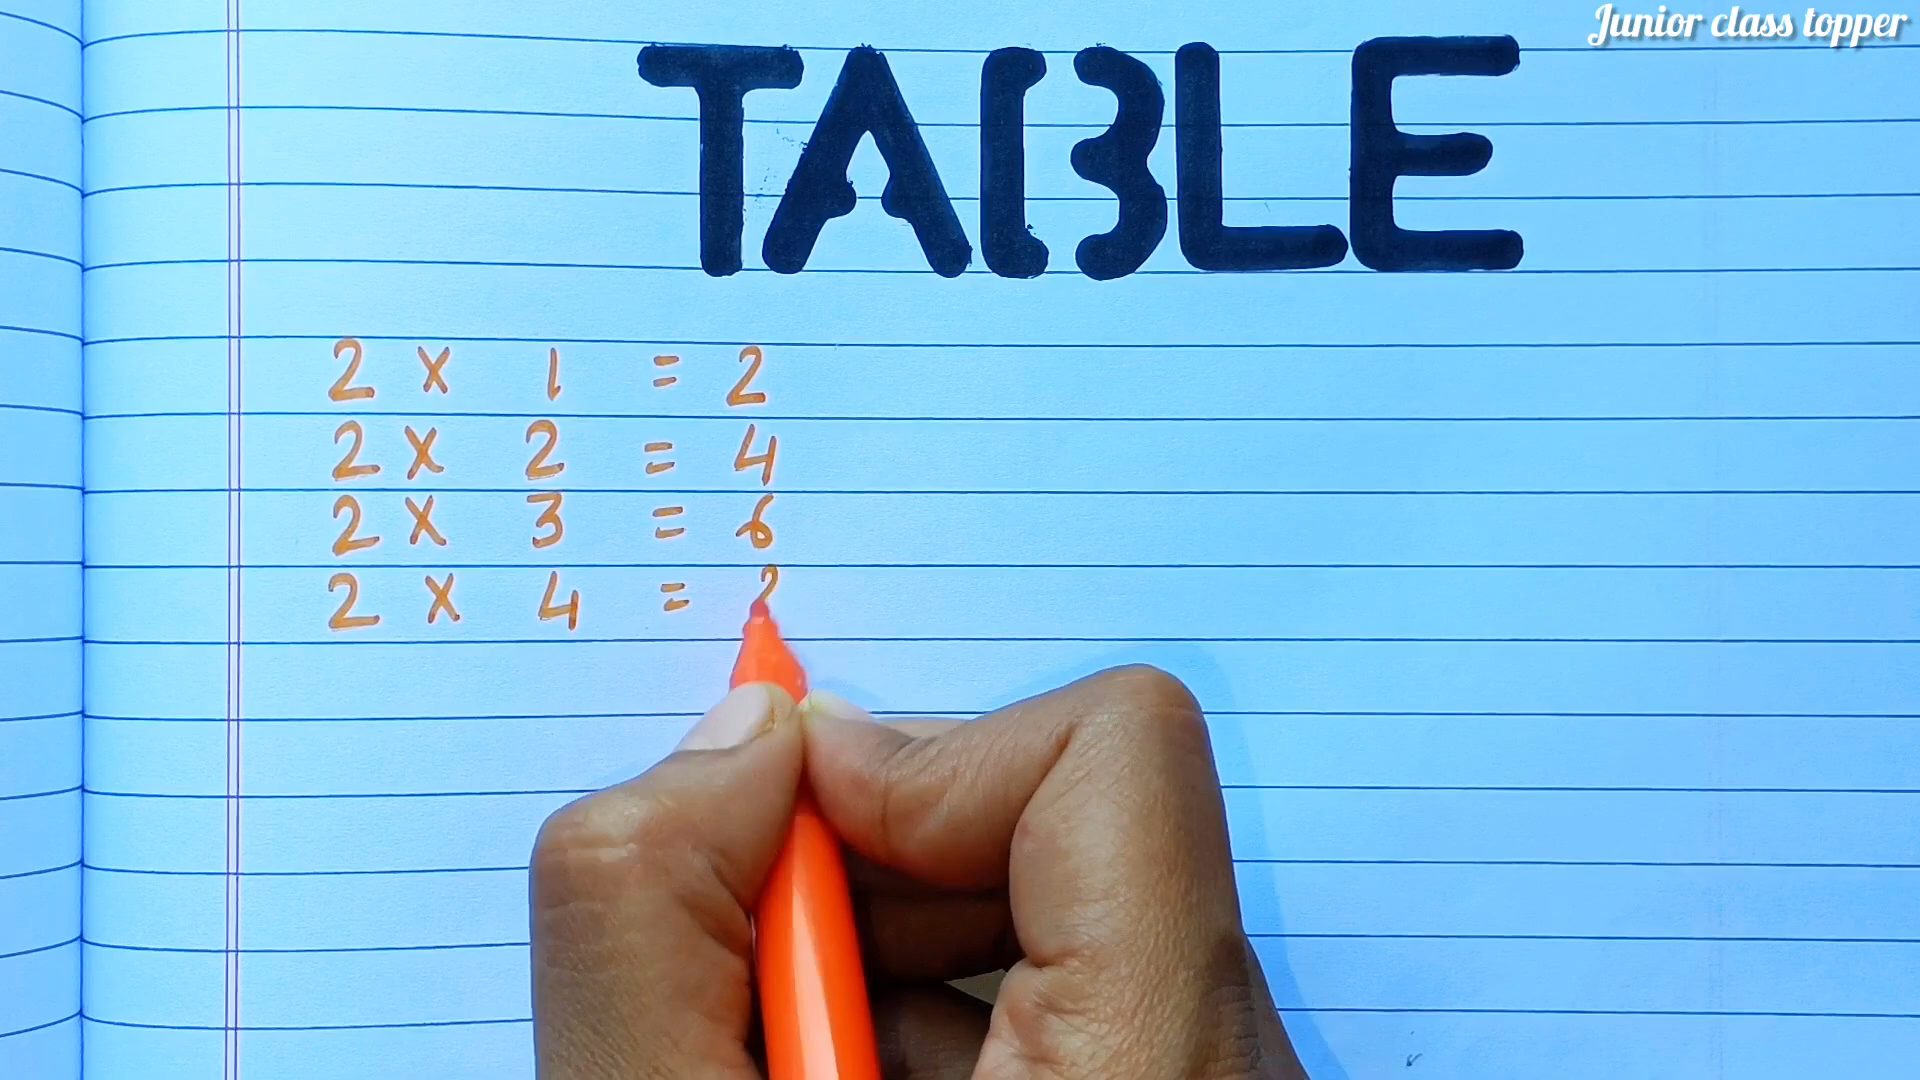 Junior class topper
TABLE
2 x 1 = 2
2 x 2 = 4
2 x 3 = 6
2 x 4 =